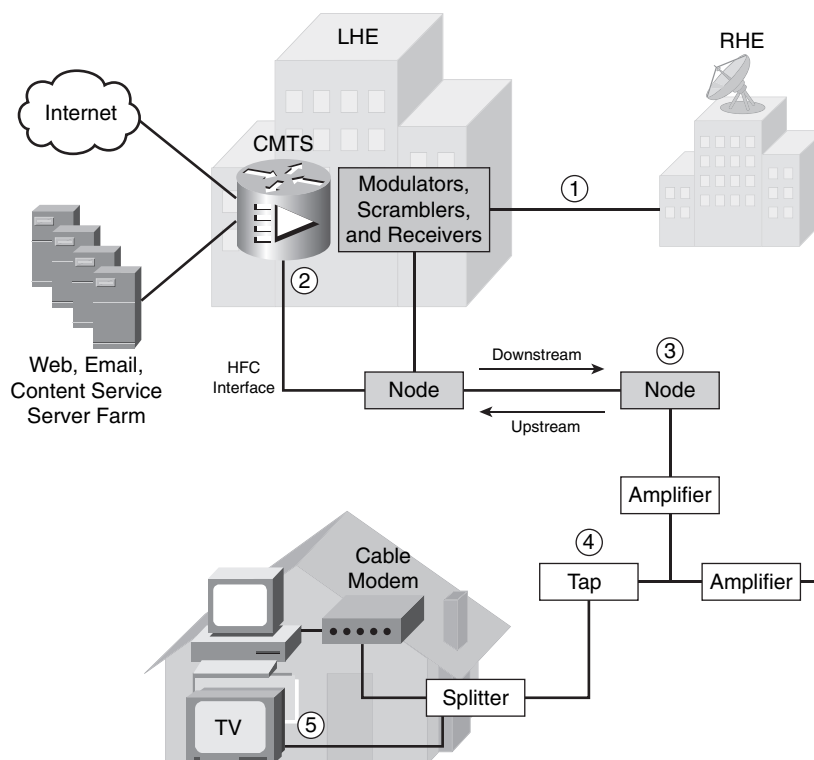 LHE
RHE
Internet
CMTS
Modulators,
Scramblers,
and Receivers
①
②
Web, Email,
Content Service
Server Farm
HFC
Interface
Downstream
③
Node
Node
Upstream
Amplifier
④
Cable
Modem
Tap
Amplifier
Splitter
TV
⑤